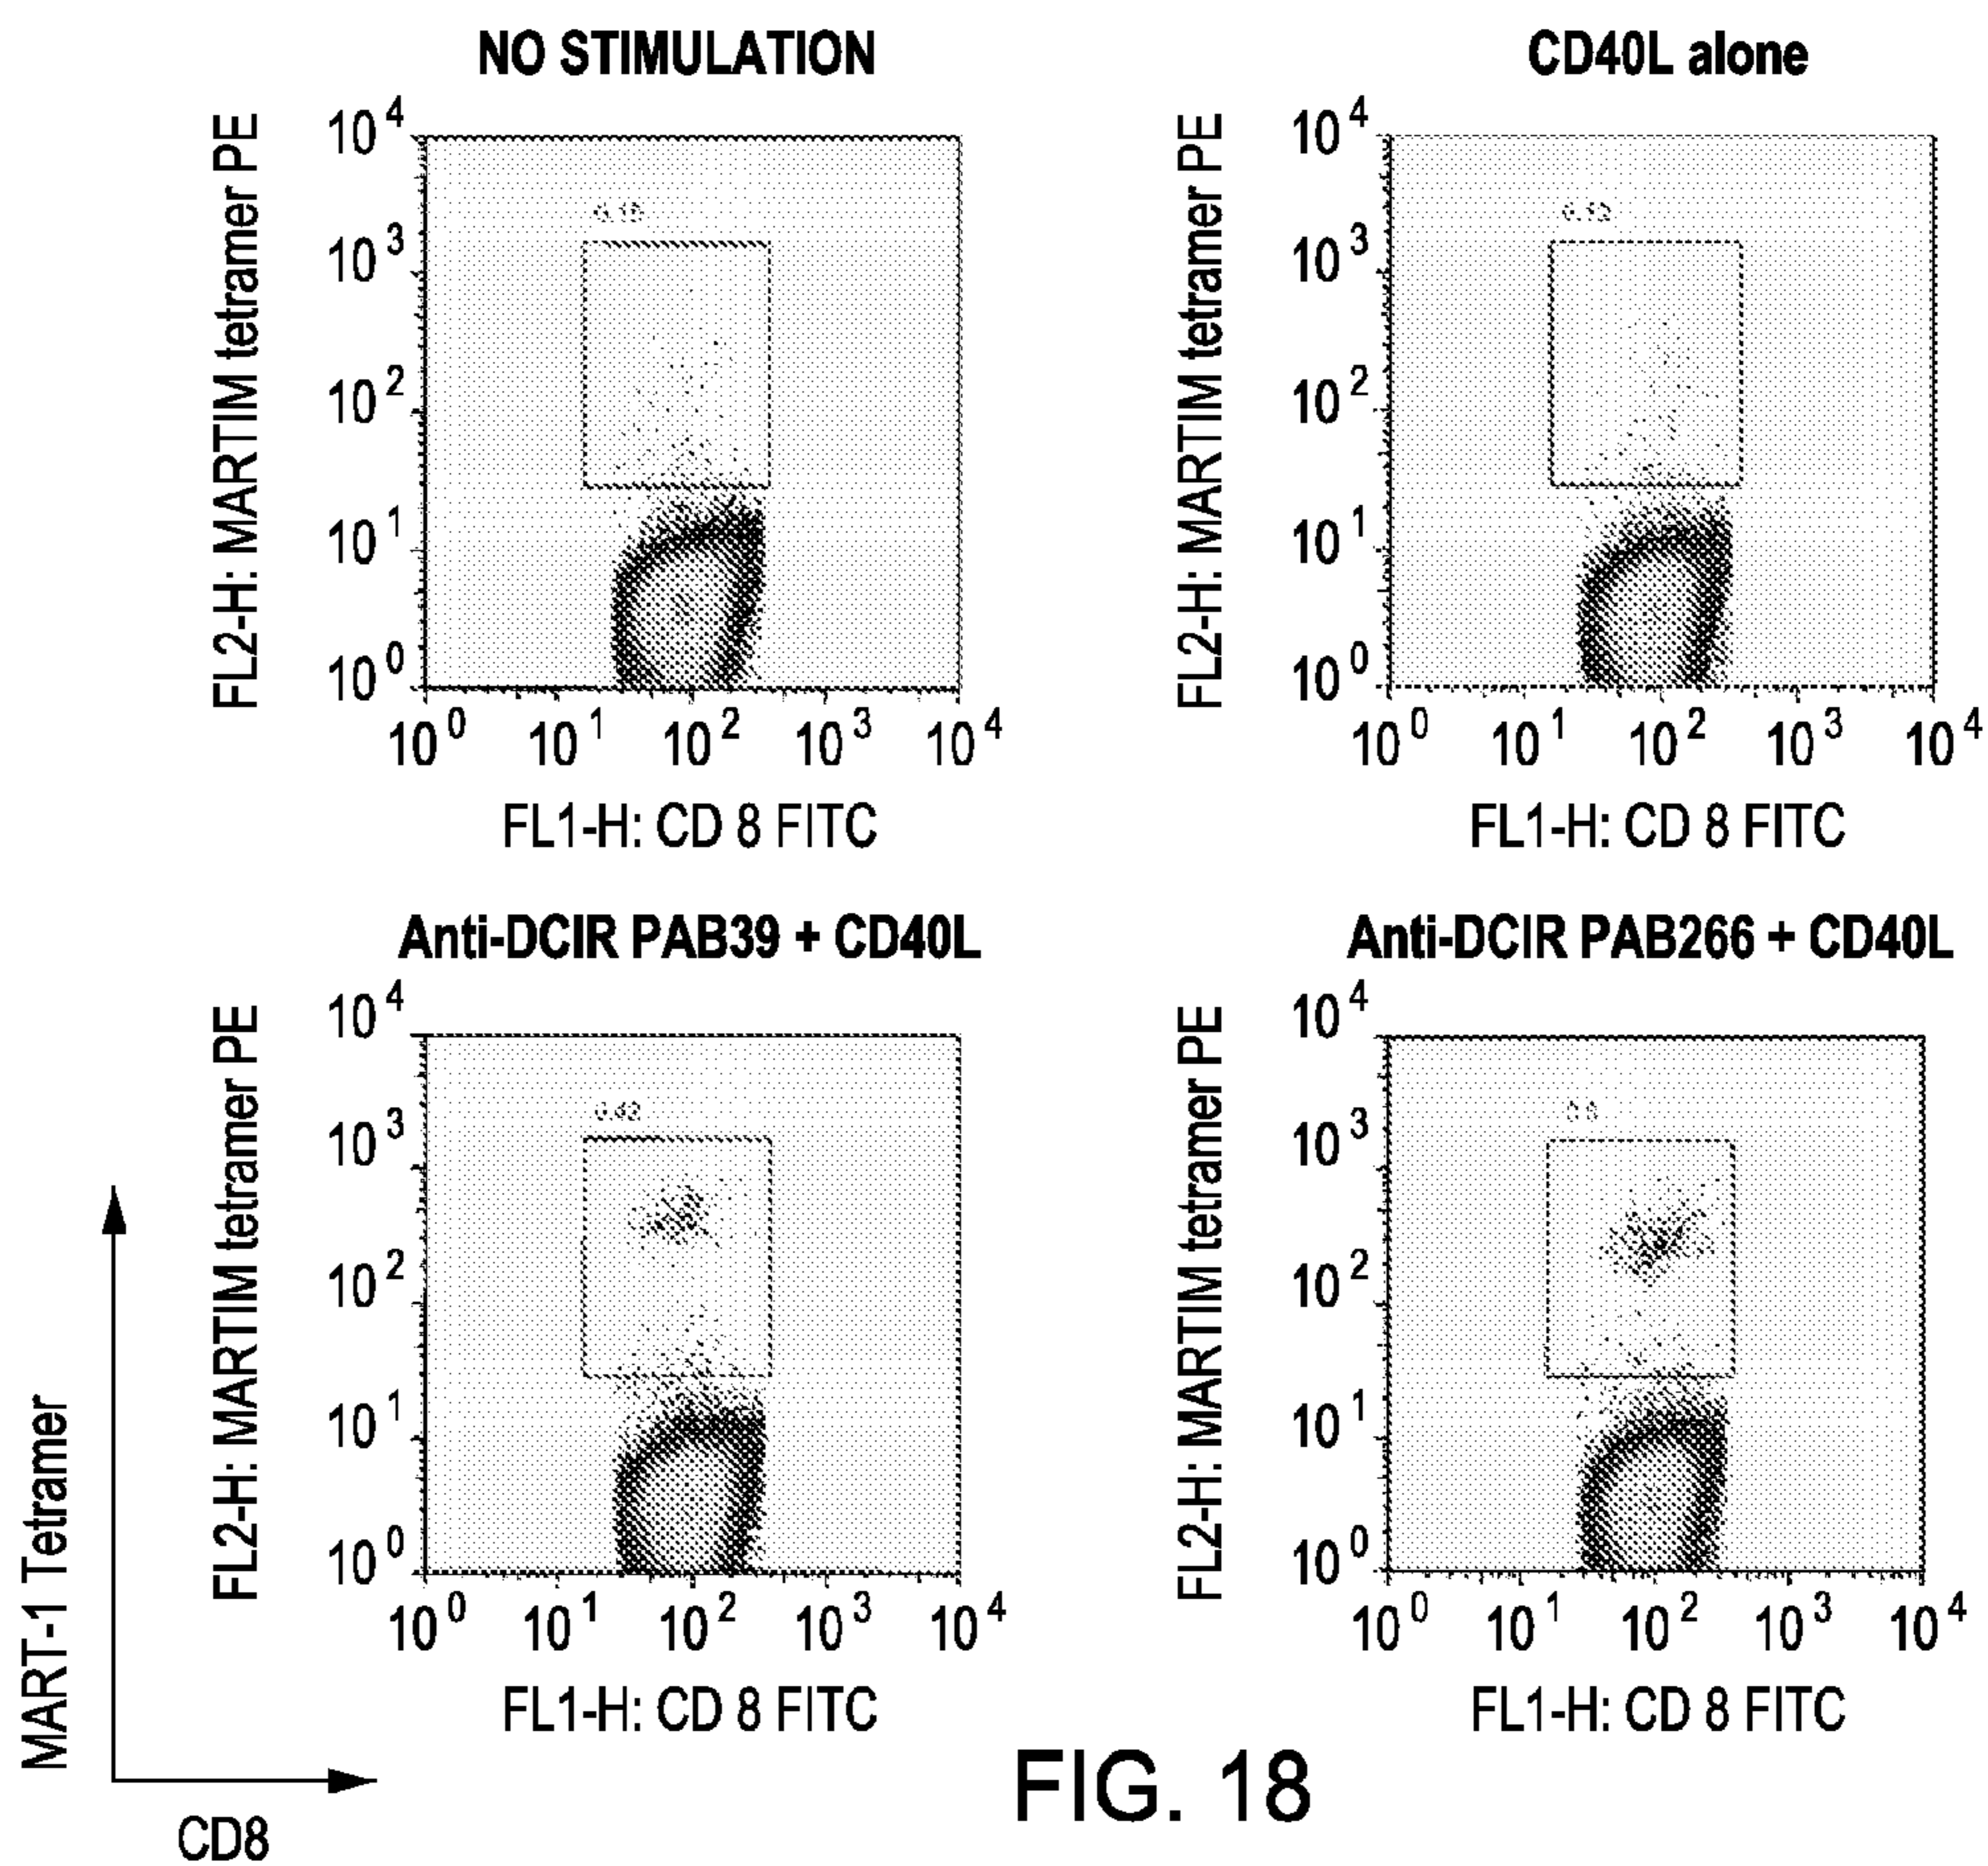 NO STIMULATION
FL2-H: MARTIM tetramer PE
10^4
10^3
10^2
10^1
10^0
10^0 10^1 10^2 10^3 10^4
FL1-H: CD 8 FITC
CD40L alone
FL2-H: MARTIM tetramer PE
10^4
10^3
10^2
10^1
10^0
10^0 10^1 10^2 10^3 10^4
FL1-H: CD 8 FITC
Anti-DCIR PAB39 + CD40L
FL2-H: MARTIM tetramer PE
10^4
10^3
10^2
10^1
10^0
0.42
10^0 10^1 10^2 10^3 10^4
FL1-H: CD 8 FITC
Anti-DCIR PAB266 + CD40L
FL2-H: MARTIM tetramer PE
10^4
10^3
10^2
10^1
10^0
10^0 10^1 10^2 10^3 10^4
FL1-H: CD 8 FITC
MART-1 Tetramer
CD8
FIG. 18